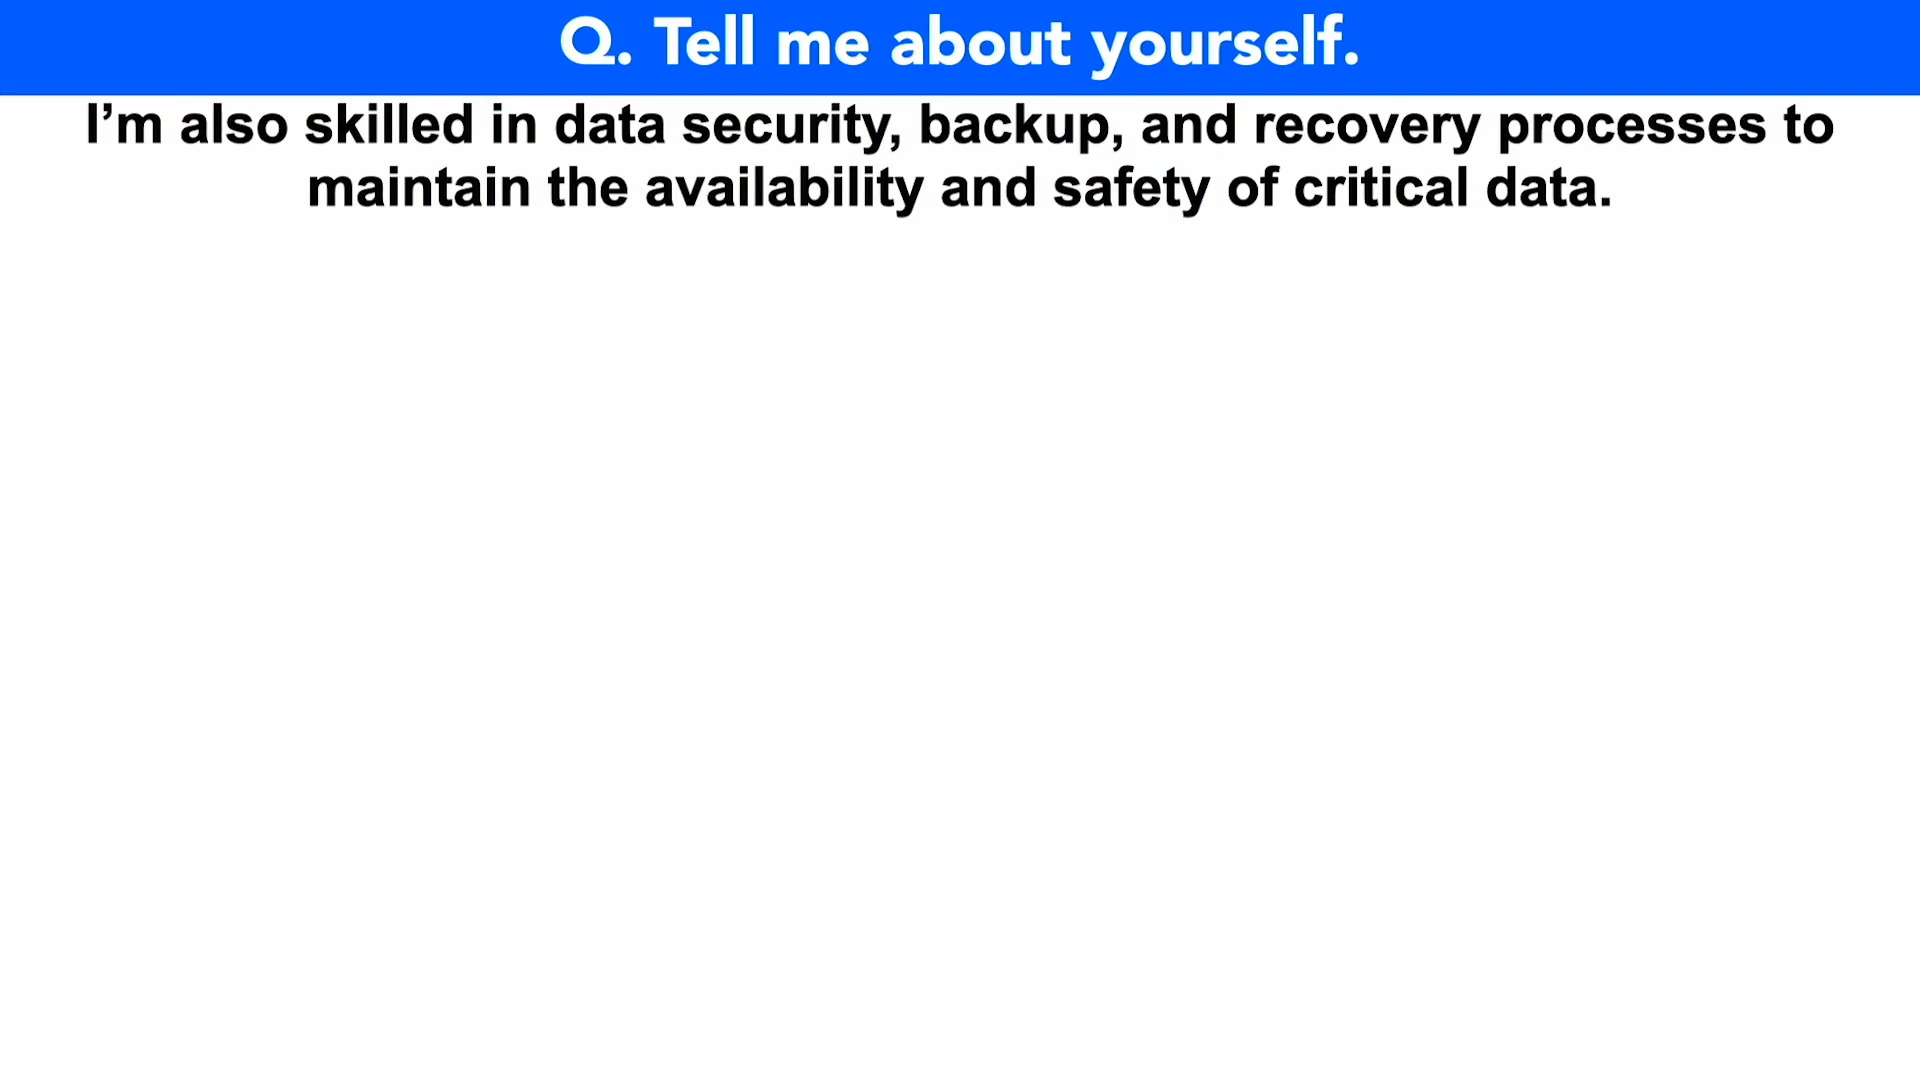 Q. Tell me about yourself.
I’m also skilled in data security, backup, and recovery processes to
maintain the availability and safety of critical data.